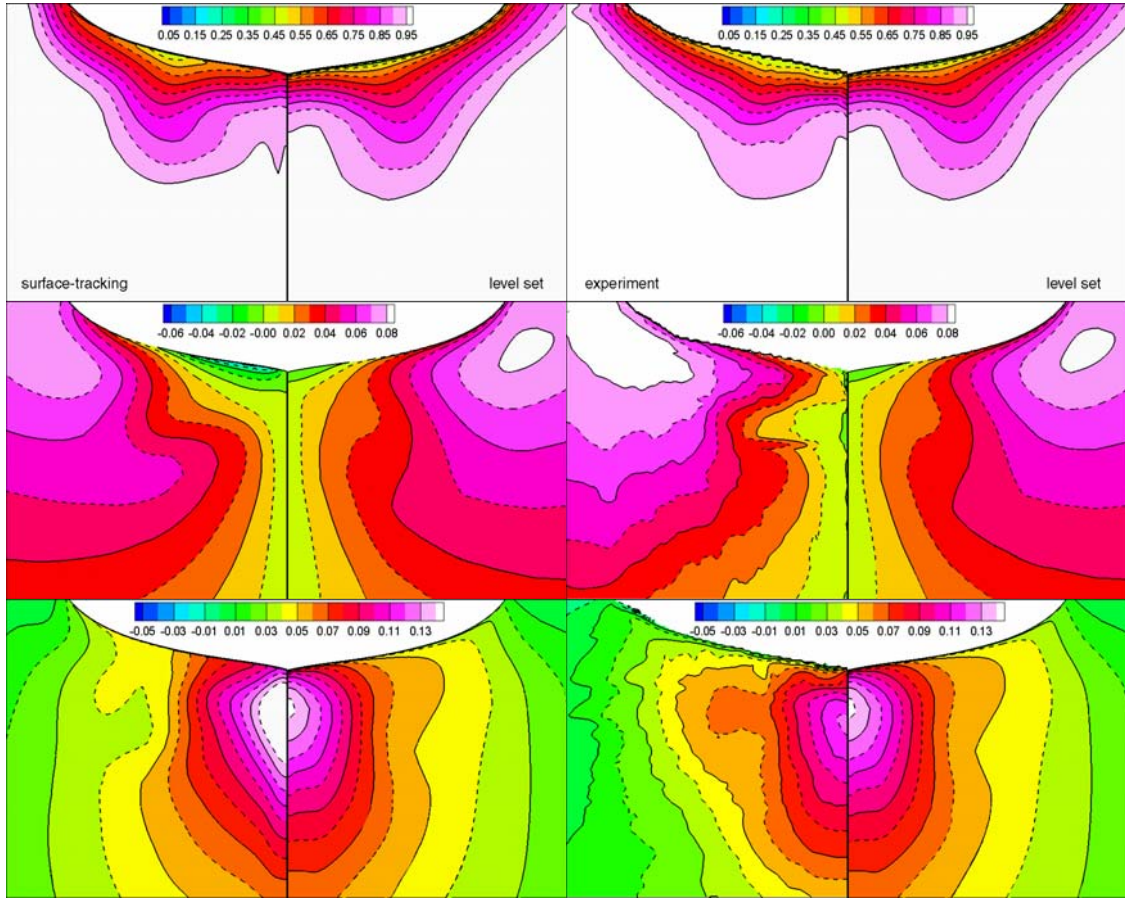 0.05 0.15 0.25 0.35 0.45 0.55 0.65 0.75 0.85 0.95
0.05 0.15 0.25 0.35 0.45 0.55 0.65 0.75 0.85 0.95
surface-tracking level set
experiment level set
-0.06 -0.04 -0.02 -0.00 0.02 0.04 0.06 0.08
-0.06 -0.04 -0.02 0.00 0.02 0.04 0.06 0.08
-0.05 -0.03 -0.01 0.01 0.03 0.05 0.07 0.09 0.11 0.13
-0.05 -0.03 -0.01 0.01 0.03 0.05 0.07 0.09 0.11 0.13